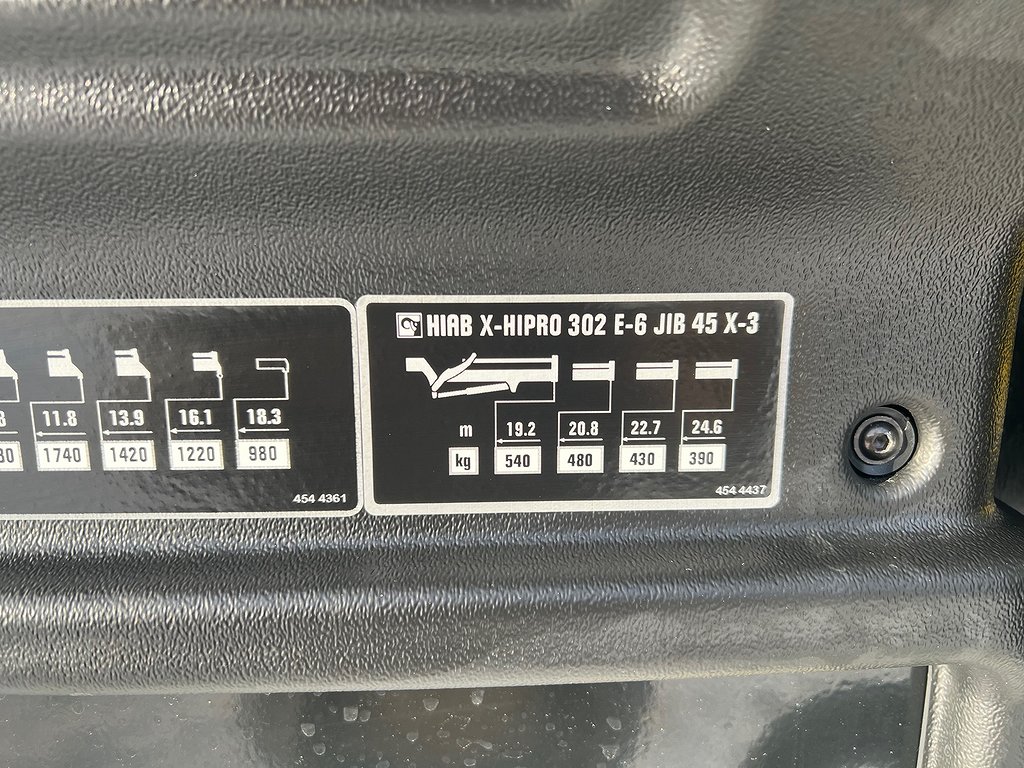 11.8 13.9 16.1 18.3
1740 1420 1220 980
454 4361
HIAB X-HIPRO 302 E-6 JIB 45 X-3
m 19.2 20.8 22.7 24.6
kg 540 480 430 390
454 4437